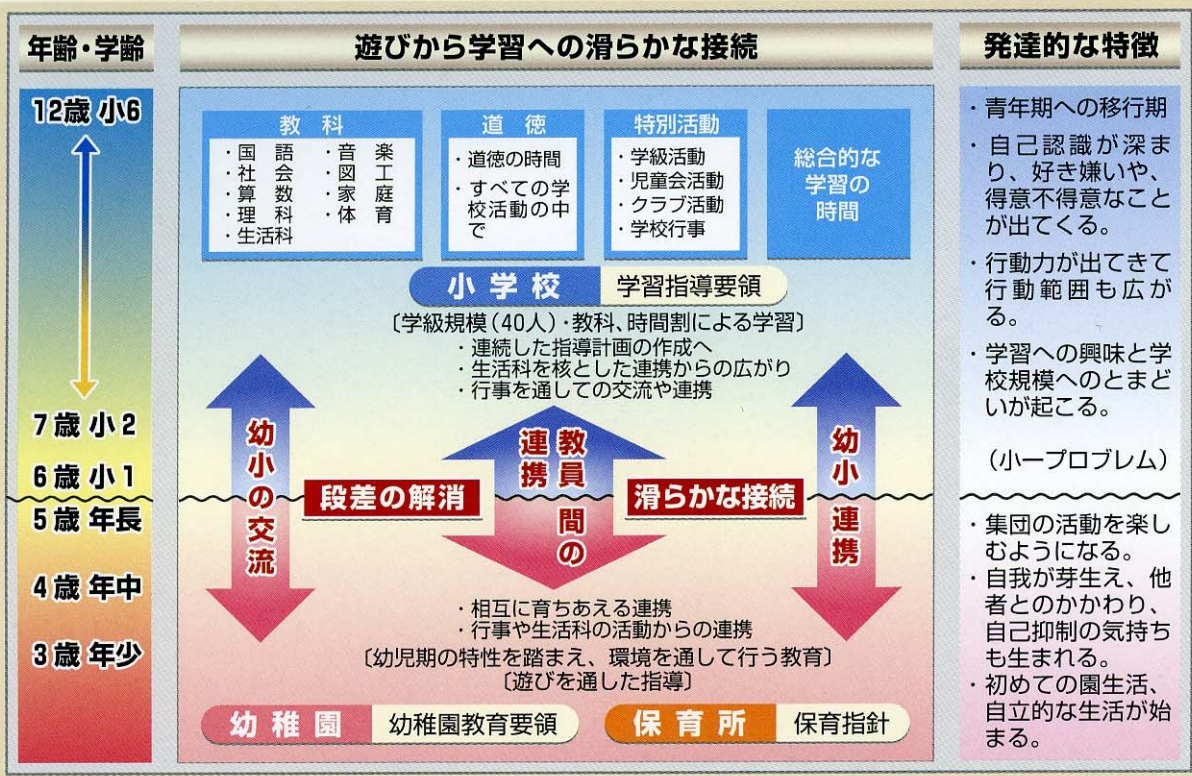 年齢・学齢
遊びから学習への滑らかな接続
発達的な特徴
12歳 小6
7歳 小2
6歳 小1
5歳 年長
4歳 年中
3歳 年少
教科
・国語
・社会
・算数
・理科
・生活科
・音楽
・図工
・家庭
・体育
道徳
・道徳の時間
・すべての学
校活動の中
で
特別活動
・学級活動
・児童会活動
・クラブ活動
・学校行事
総合的な
学習の
時間
小学校 学習指導要領
〔学級規模(40人)・教科、時間割による学習〕
・連続した指導計画の作成へ
・生活科を核とした連携からの広がり
・行事を通しての交流や連携
幼小の交流
段差の解消
教員間の
連携
滑らかな接続
幼小連携
・相互に育ちあえる連携
・行事や生活科の活動からの連携
〔幼児期の特性を踏まえ、環境を通して行う教育〕
〔遊びを通した指導〕
幼稚園 幼稚園教育要領
保育所 保育指針
・青年期への移行期
・自己認識が深ま
り、好き嫌いや、
得意不得意なこと
が出てくる。
・行動力が出てきて
行動範囲も広が
る。
・学習への興味と学
校規模へのとまど
いが起こる。
(小一プロブレム)
・集団の活動を楽し
むようになる。
・自我が芽生え、他
者とのかかわり、
自己抑制の気持ち
も生まれる。
・初めての園生活、
自立的な生活が始
まる。